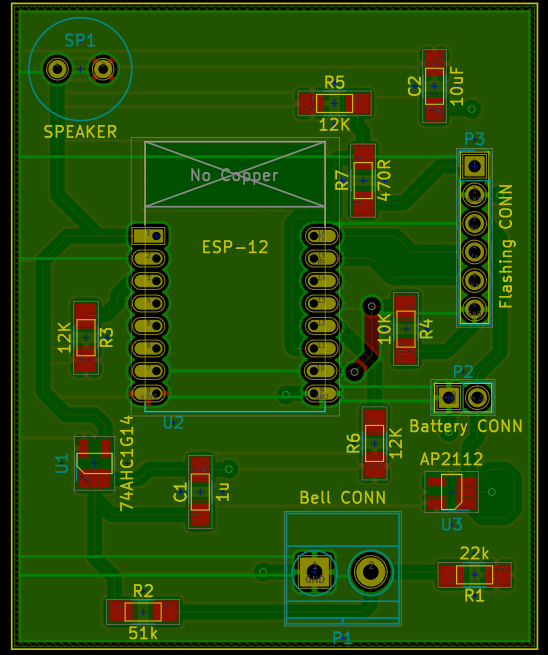 SP1
SPEAKER
R5
12K
C2
10uF
P3
No Copper
R7
470R
Flashing CONN
ESP-12
12K
R3
10K
R4
P2
Battery CONN
U2
U1
74AHC1G14
R6
12K
AP2112
C1
1u
Bell CONN
U3
22k
R1
R2
51k
P1